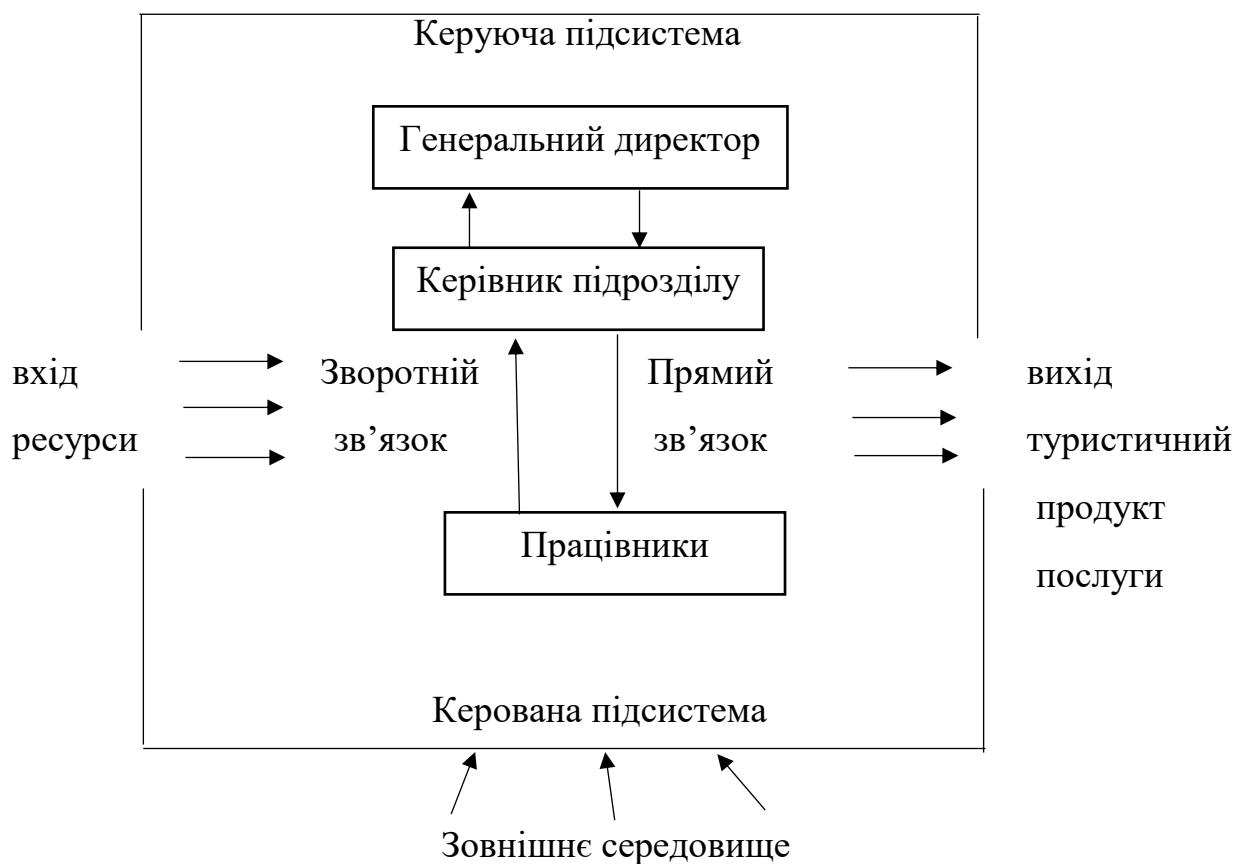 Керуюча підсистема
Генеральний директор
Керівник підрозділу
вхід Зворотній Прямий вихід
ресурси зв’язок зв’язок туристичний
продукт
Працівники
послуги
Керована підсистема
Зовнішнє середовище